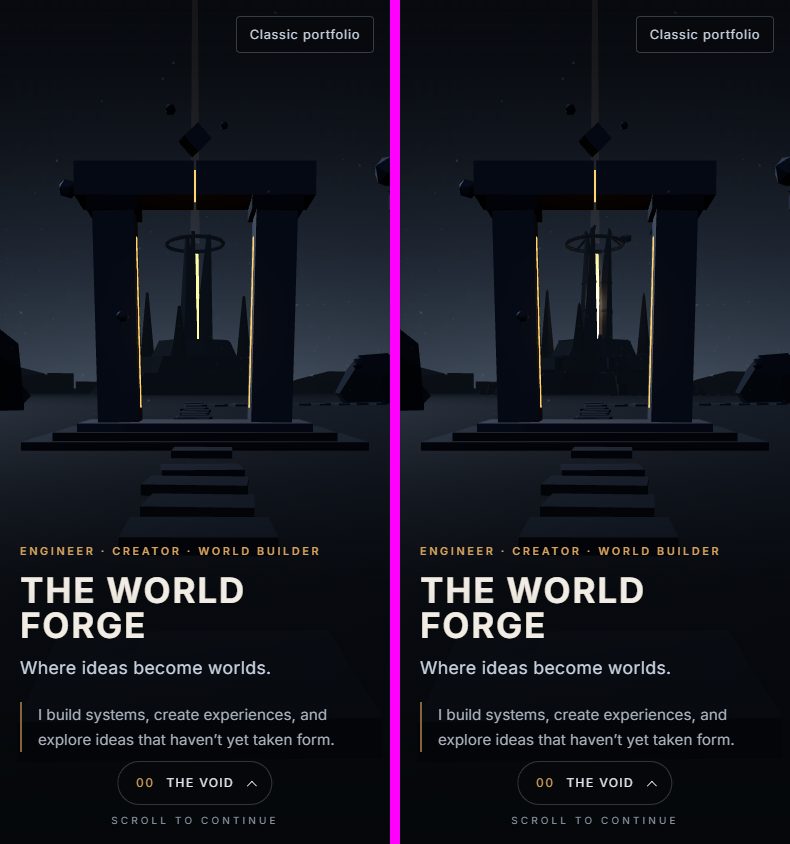 Classic portfolio
ENGINEER · CREATOR · WORLD BUILDER
THE WORLD
FORGE
Where ideas become worlds.
I build systems, create experiences, and
explore ideas that haven’t yet taken form.
00 THE VOID
SCROLL TO CONTINUE
Classic portfolio
ENGINEER · CREATOR · WORLD BUILDER
THE WORLD
FORGE
Where ideas become worlds.
I build systems, create experiences, and
explore ideas that haven’t yet taken form.
00 THE VOID
SCROLL TO CONTINUE